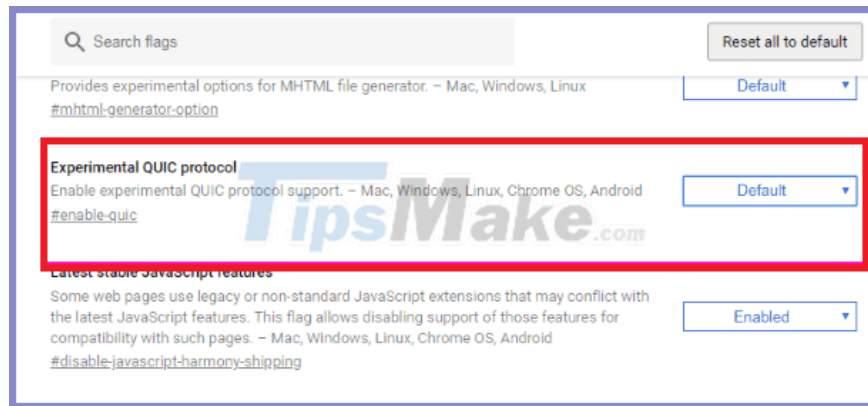 Search flags
Reset all to default
Provides experimental options for MHTML file generator. – Mac, Windows, Linux
Default
#mhtml-generator-option
Experimental QUIC protocol
Enable experimental QUIC protocol support. – Mac, Windows, Linux, Chrome OS, Android
Default
#enable-quic
TipsMake.com
Latest stable JavaScript features
Some web pages use legacy or non-standard JavaScript extensions that may conflict with
the latest JavaScript features. This flag allows disabling support of those features for
Enabled
compatibility with such pages. – Mac, Windows, Linux, Chrome OS, Android
#disable-javascript-harmony-shipping